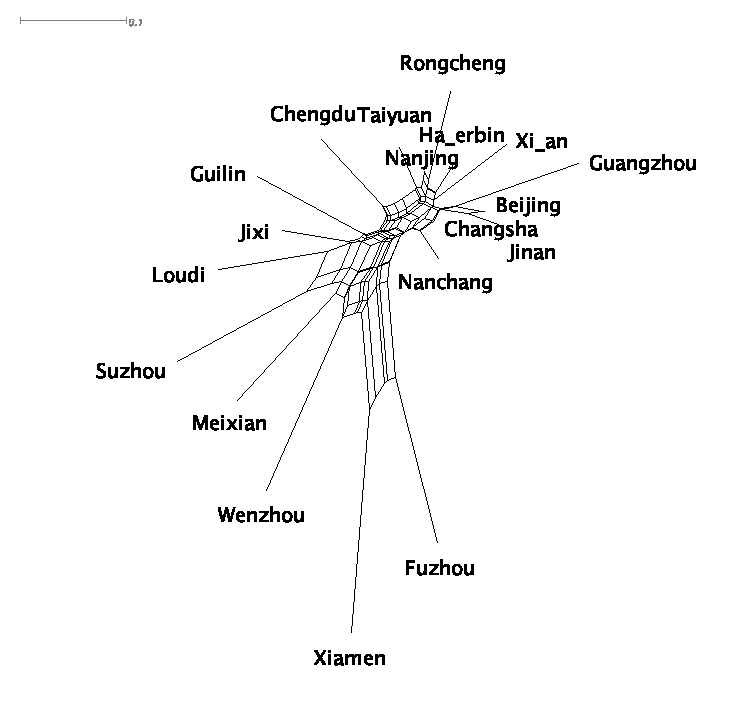 0.1
Rongcheng
Chengdu
Taiyuan
Ha_erbin
Xi_an
Nanjing
Guangzhou
Guilin
Beijing
Changsha
Jixi
Jinan
Loudi
Nanchang
Suzhou
Meixian
Wenzhou
Fuzhou
Xiamen